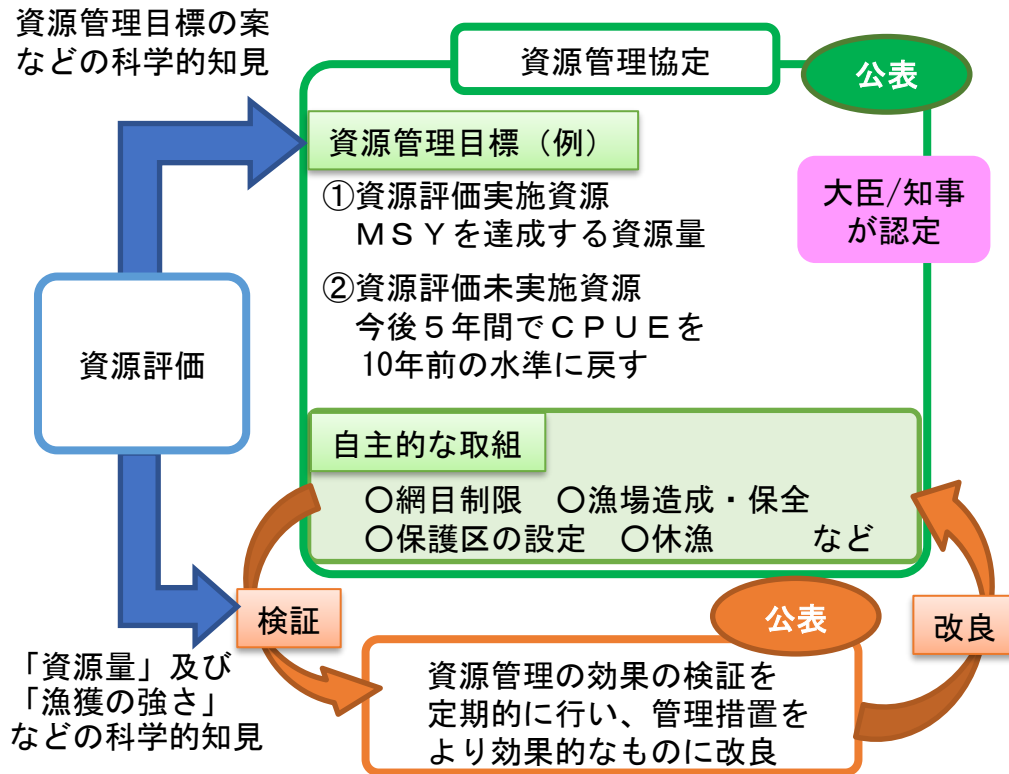 資源管理目標の案
などの科学的知見
資源管理協定
公表
資源管理目標(例)
大臣/知事
が認定
①資源評価実施資源
MSYを達成する資源量
②資源評価未実施資源
今後5年間でCPUEを
10年前の水準に戻す
資源評価
自主的な取組
○網目制限 ○漁場造成・保全
○保護区の設定 ○休漁 など
検証
公表
改良
「資源量」及び
「漁獲の強さ」
などの科学的知見
資源管理の効果の検証を
定期的に行い、管理措置を
より効果的なものに改良